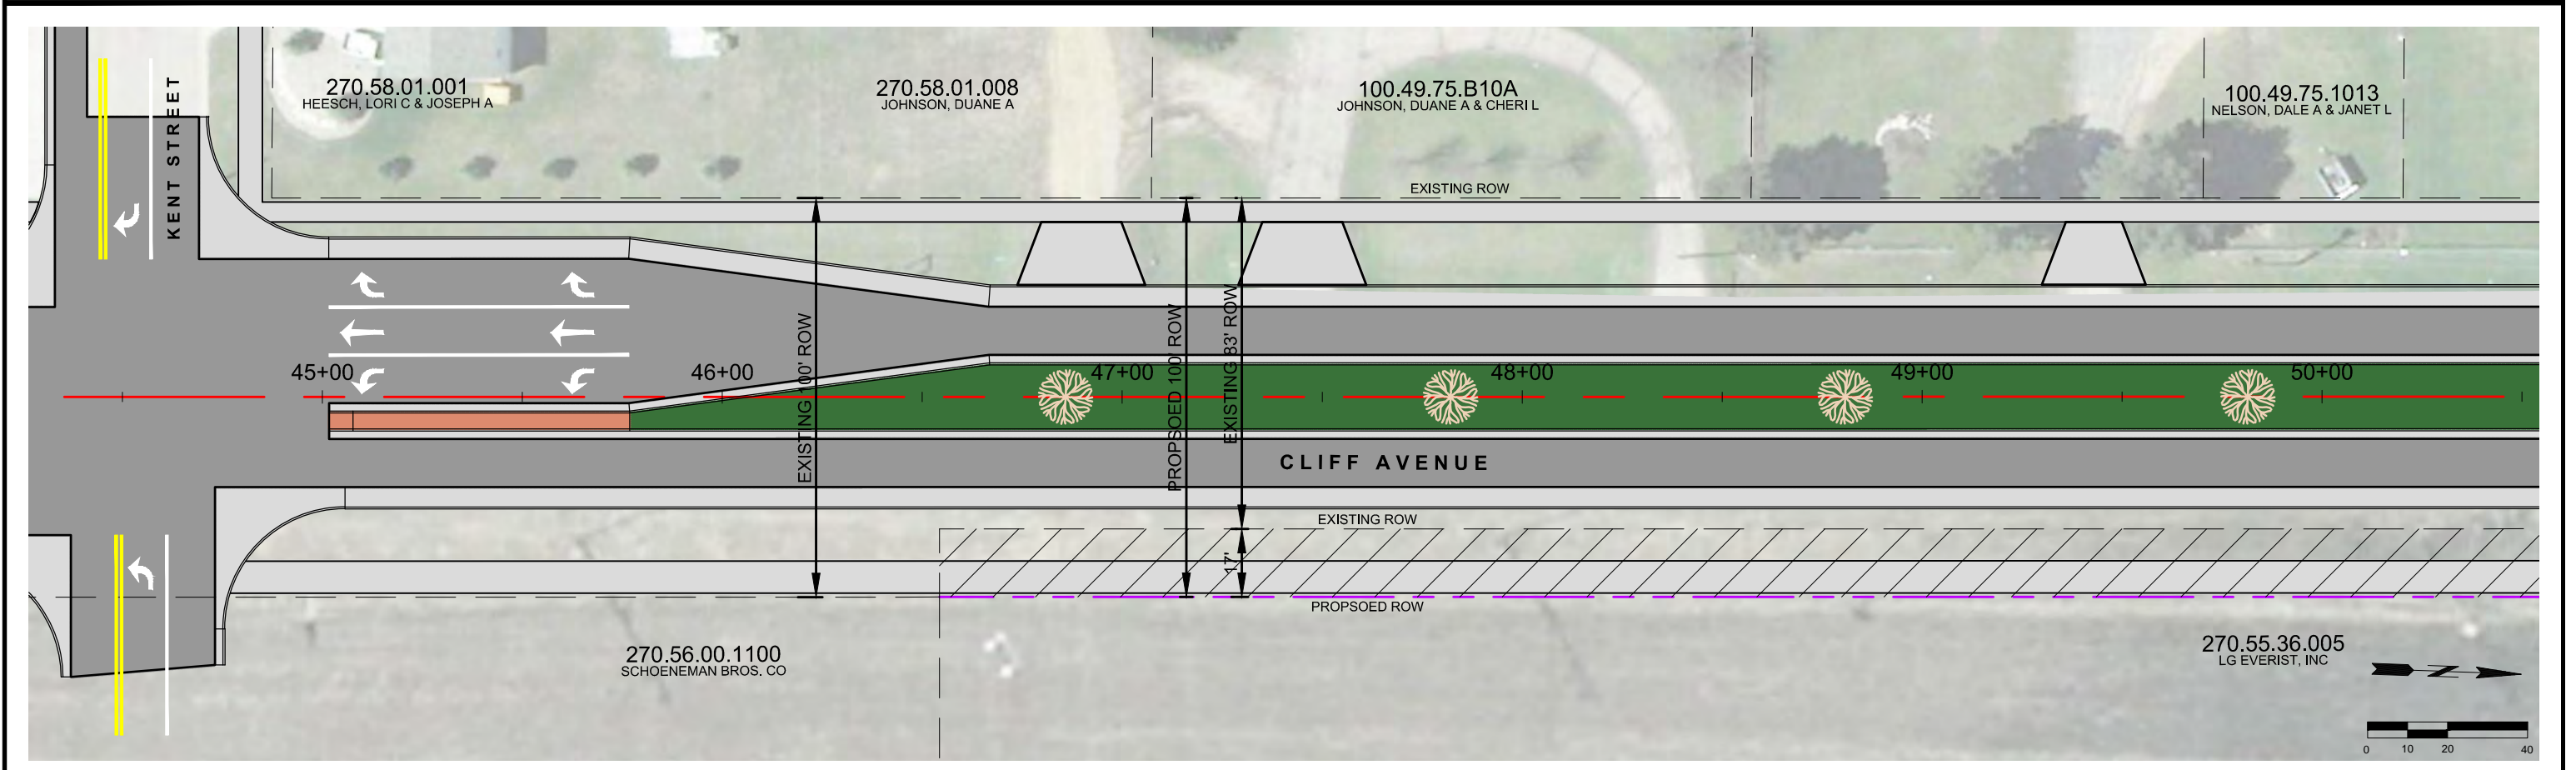 270.58.01.001
HEESCH, LORI C & JOSEPH A
270.58.01.008
JOHNSON, DUANE A
100.49.75.B10A
JOHNSON, DUANE A & CHERI L
100.49.75.1013
NELSON, DALE A & JANET L
KENT STREET
EXISTING ROW
45+00
46+00
47+00
48+00
49+00
50+00
EXISTING 100' ROW
PROPSOED 100' ROW
EXISTING 83' ROW
CLIFF AVENUE
EXISTING ROW
17'
PROPSOED ROW
270.56.00.1100
SCHOENEMAN BROS. CO
270.55.36.005
LG EVERIST, INC
N
0 10 20 40